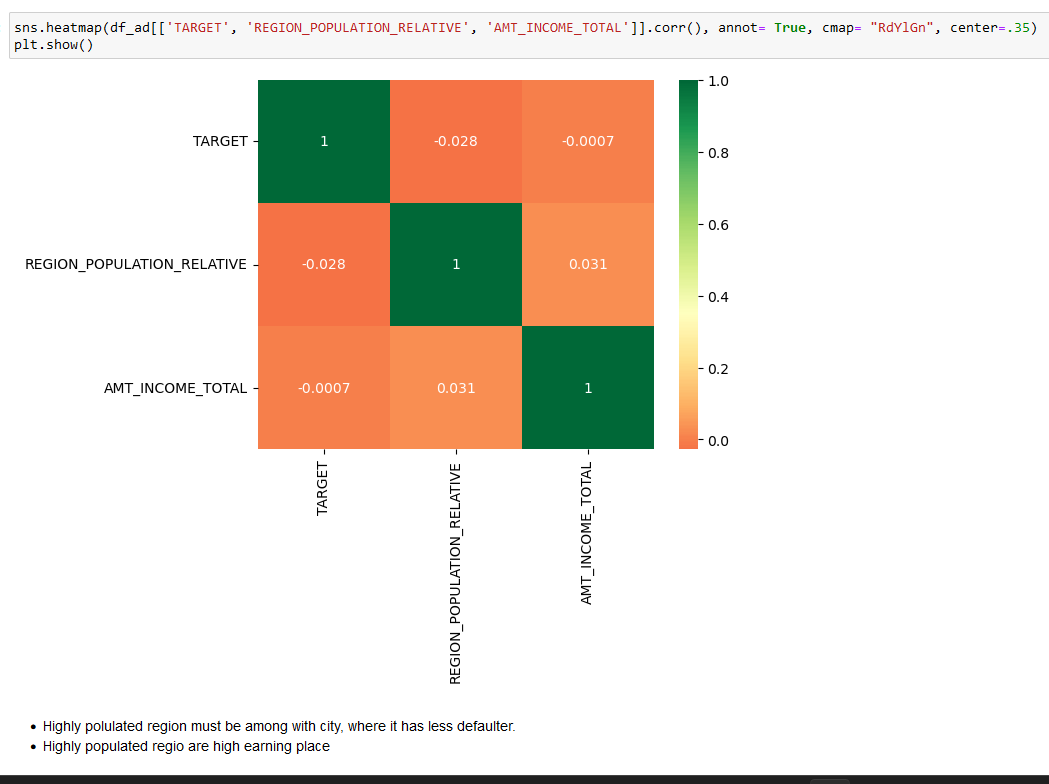 sns.heatmap(df_ad[['TARGET', 'REGION_POPULATION_RELATIVE', 'AMT_INCOME_TOTAL']].corr(), annot= True, cmap= "RdYlGn", center=.35)
plt.show()
1.0
TARGET 1 -0.028 -0.0007
0.8
0.6
REGION_POPULATION_RELATIVE -0.028 1 0.031
0.4
0.2
AMT_INCOME_TOTAL -0.0007 0.031 1
0.0
TARGET
REGION_POPULATION_RELATIVE
AMT_INCOME_TOTAL
• Highly polulated region must be among with city, where it has less defaulter.
• Highly populated regio are high earning place